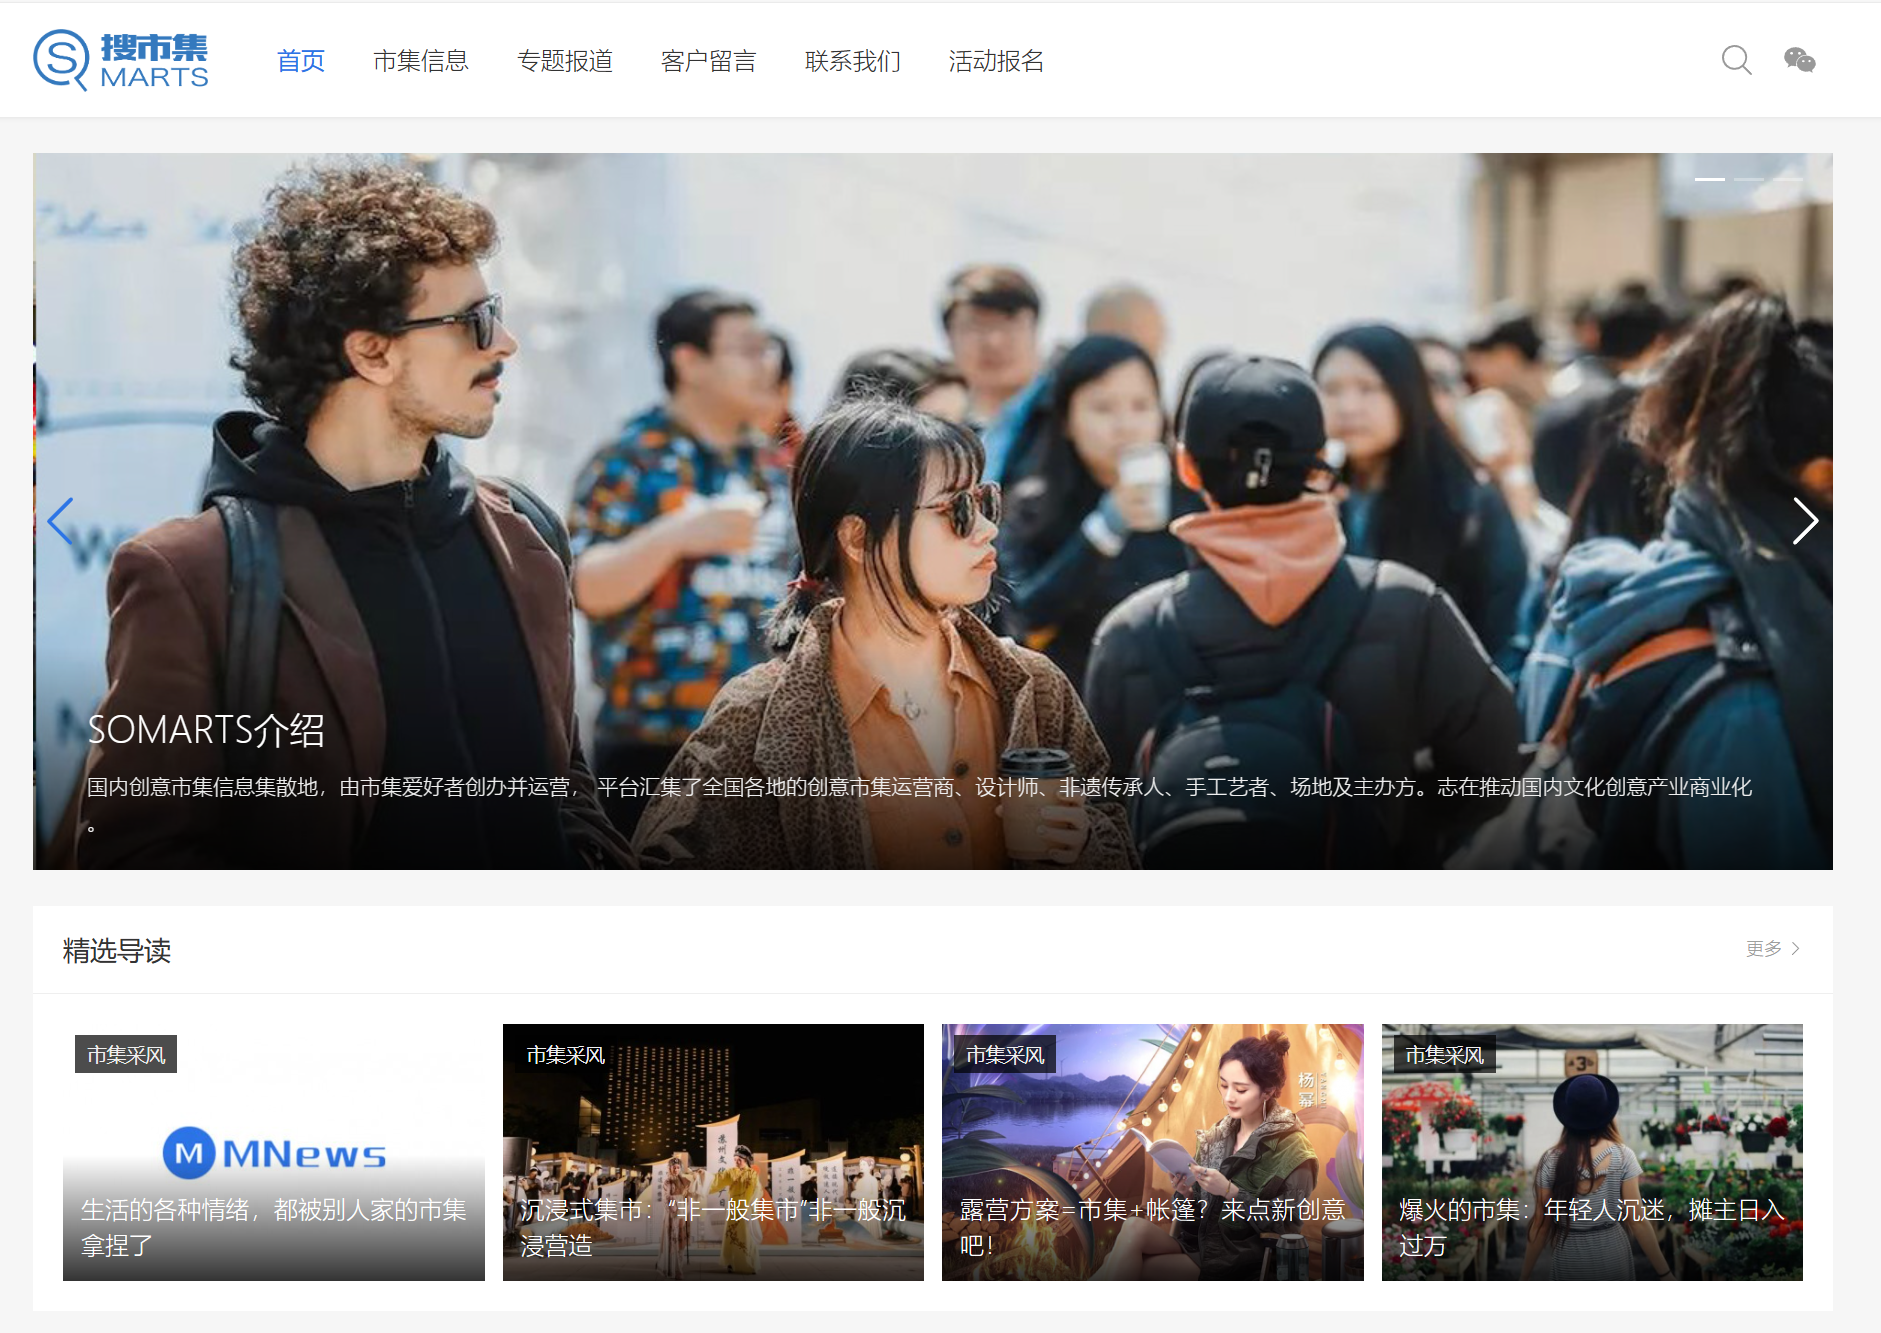 搜市集
MARTS
首页
市集信息
专题报道
客户留言
联系我们
活动报名
SOMARTS介绍
国内创意市集信息集散地，由市集爱好者创办并运营， 平台汇集了全国各地的创意市集运营商、设计师、非遗传承人、手工艺者、场地及主办方。志在推动国内文化创意产业商业化
。
精选导读
更多
市集采风
M MNews
生活的各种情绪，都被别人家的市集
拿捏了
市集采风
沉浸式集市：“非一般集市”非一般沉
浸营造
市集采风
杨幂
露营方案=市集+帐篷？来点新创意
吧！
市集采风
3
爆火的市集：年轻人沉迷，摊主日入
过万